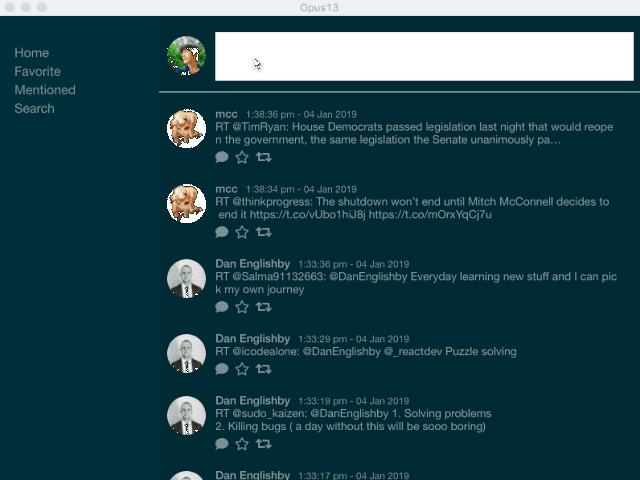 Opus13
Home
Favorite
Mentioned
Search
mcc 1:38:36 pm - 04 Jan 2019
RT @TimRyan: House Democrats passed legislation last night that would reope
n the government, the same legislation the Senate unanimously pa…
mcc 1:38:34 pm - 04 Jan 2019
RT @thinkprogress: The shutdown won't end until Mitch McConnell decides to
end it https://t.co/vUbo1hiJ8j https://t.co/mOrxYqCj7u
Dan Englishby 1:33:36 pm - 04 Jan 2019
RT @Salma91132663: @DanEnglishby Everyday learning new stuff and I can pic
k my own journey
Dan Englishby 1:33:29 pm - 04 Jan 2019
RT @icodealone: @DanEnglishby @_reactdev Puzzle solving
Dan Englishby 1:33:19 pm - 04 Jan 2019
RT @sudo_kaizen: @DanEnglishby 1. Solving problems
2. Killing bugs ( a day without this will be sooo boring)
Dan Englishby 1:33:17 pm - 04 Jan 2019